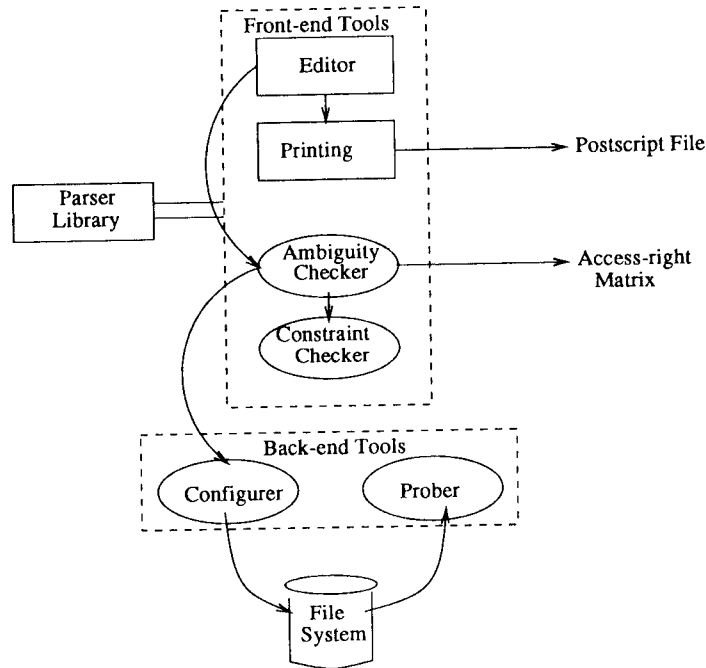 Front-end Tools
Editor
Printing
Postscript File
Parser
Library
Ambiguity
Checker
Access-right
Matrix
Constraint
Checker
Back-end Tools
Configurer
Prober
File
System